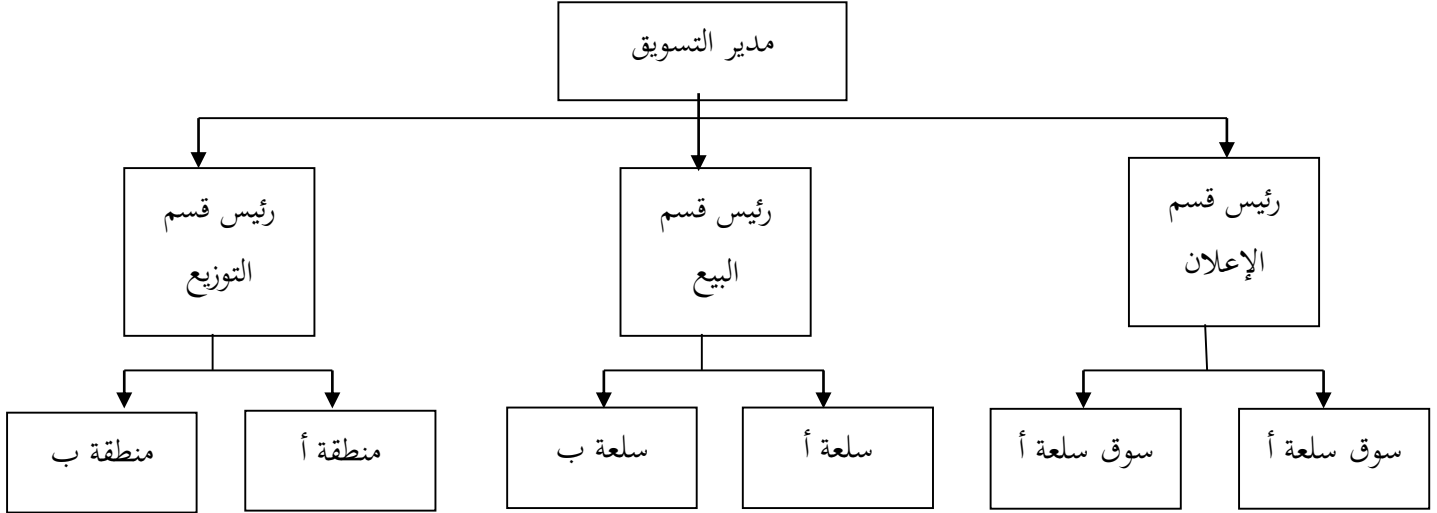 مدير التسويق
رئيس قسم
الإعلان
رئيس قسم
البيع
رئيس قسم
التوزيع
سوق سلعة أ
سوق سلعة أ
سلعة أ
سلعة ب
منطقة أ
منطقة ب